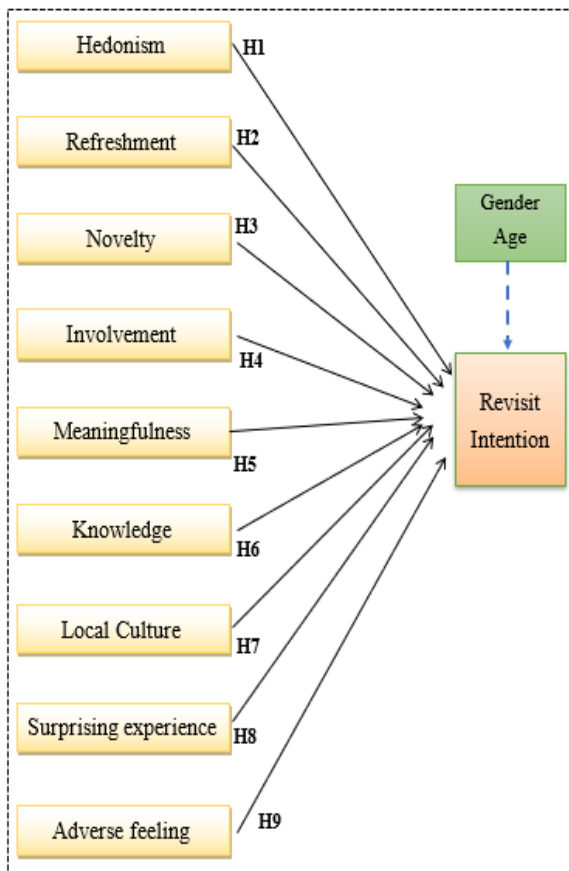 Hedonism
H1
Refreshment
H2
Novelty
H3
Involvement
H4
Meaningfulness
H5
Knowledge
H6
Local Culture
H7
Surprising experience
H8
Adverse feeling
H9
Gender
Age
Revisit
Intention